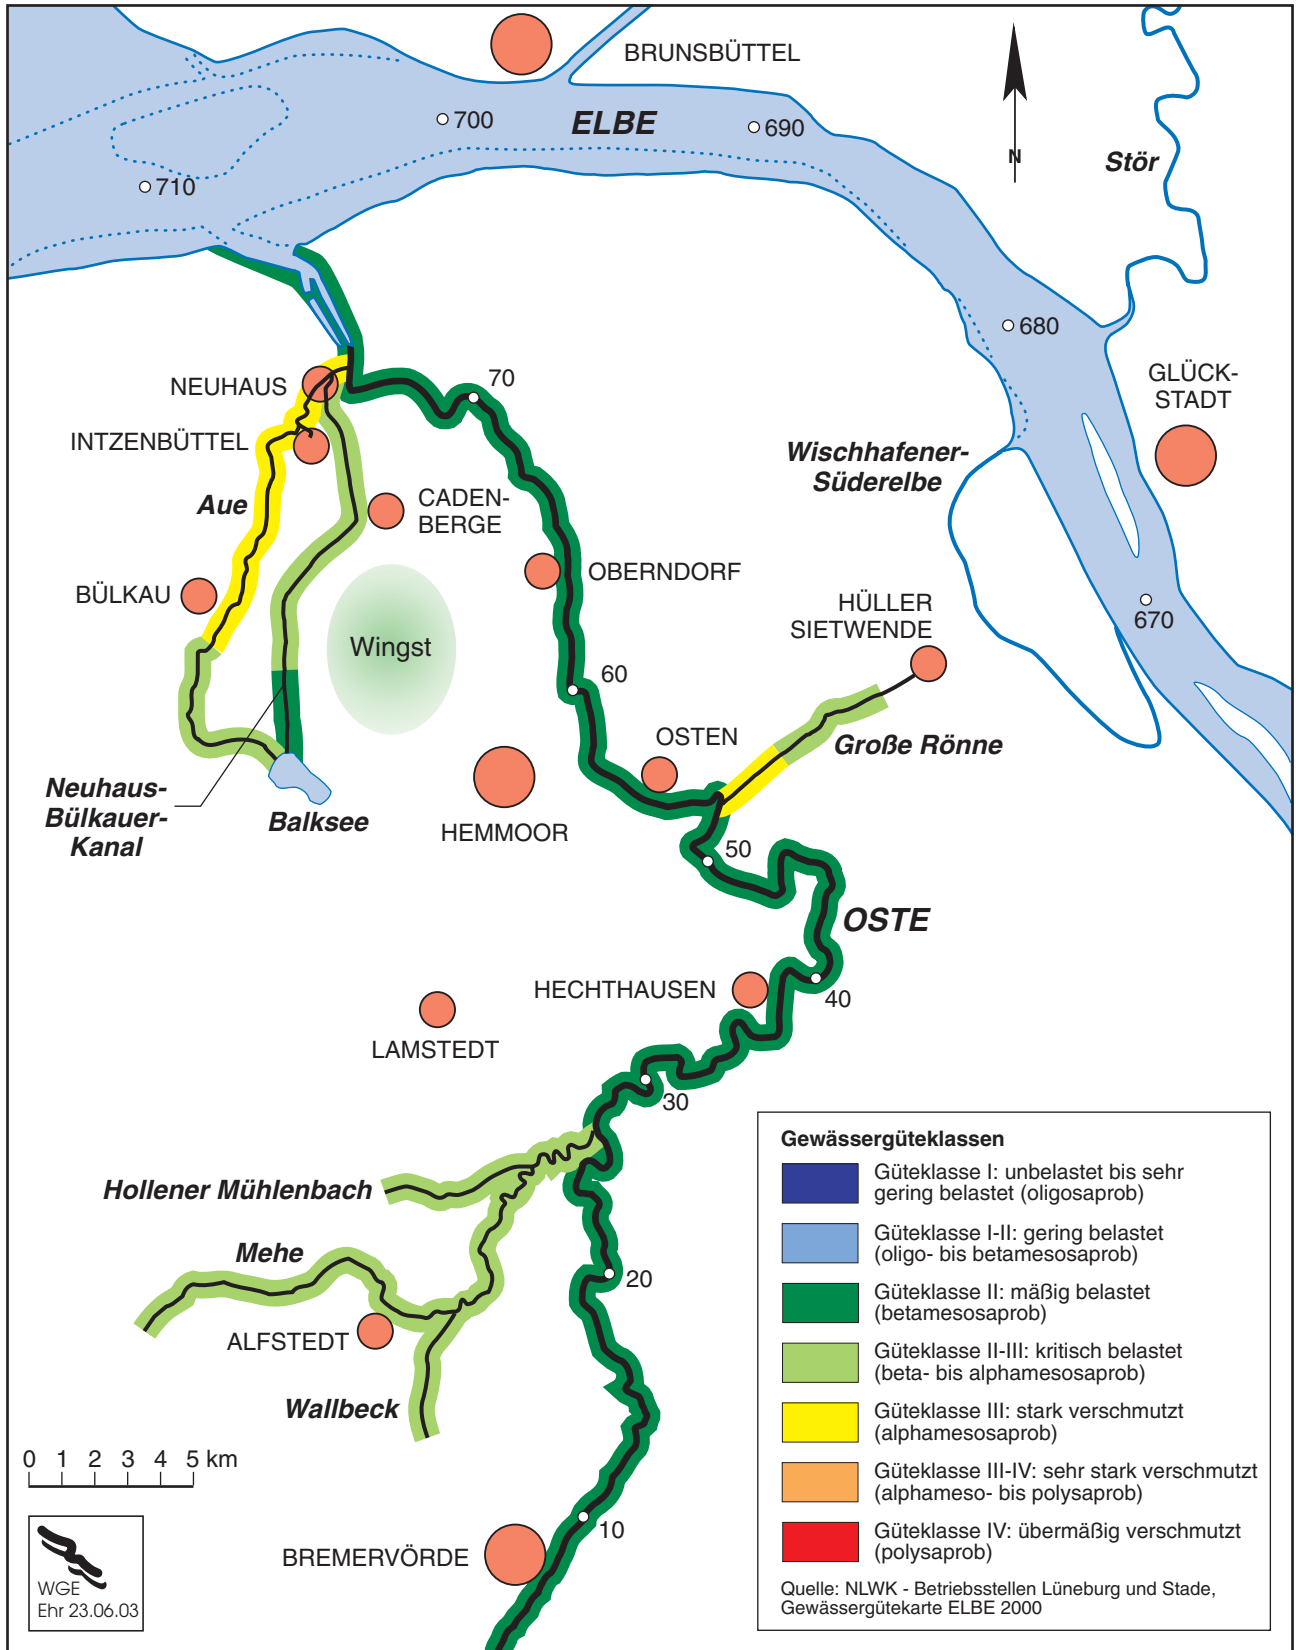 BRUNSBÜTTEL
700
ELBE
690
N
Stör
710
680
GLÜCK-
STADT
NEUHAUS
70
INTZENBÜTTEL
Wischhafener-
Süderelbe
Aue
CADEN-
BERGE
BÜLKAU
OBERNDORF
HÜLLER
SIETWENDE
670
Wingst
60
OSTEN
Große Rönne
Neuhaus-
Bülkauer-
Kanal
Balksee
HEMMOOR
50
OSTE
HECHTHAUSEN
40
LAMSTEDT
30
Hollener Mühlenbach
Mehe
20
ALFSTEDT
Wallbeck
0 1 2 3 4 5 km
10
BREMERVÖRDE
WGE
Ehr 23.06.03
Gewässergüteklassen
Güteklasse I: unbelastet bis sehr
gering belastet (oligosaprob)
Güteklasse I-II: gering belastet
(oligo- bis betamesosaprob)
Güteklasse II: mäßig belastet
(betamesosaprob)
Güteklasse II-III: kritisch belastet
(beta- bis alphamesosaprob)
Güteklasse III: stark verschmutzt
(alphamesosaprob)
Güteklasse III-IV: sehr stark verschmutzt
(alphameso- bis polysaprob)
Güteklasse IV: übermäßig verschmutzt
(polysaprob)
Quelle: NLWK - Betriebsstellen Lüneburg und Stade,
Gewässergütekarte ELBE 2000